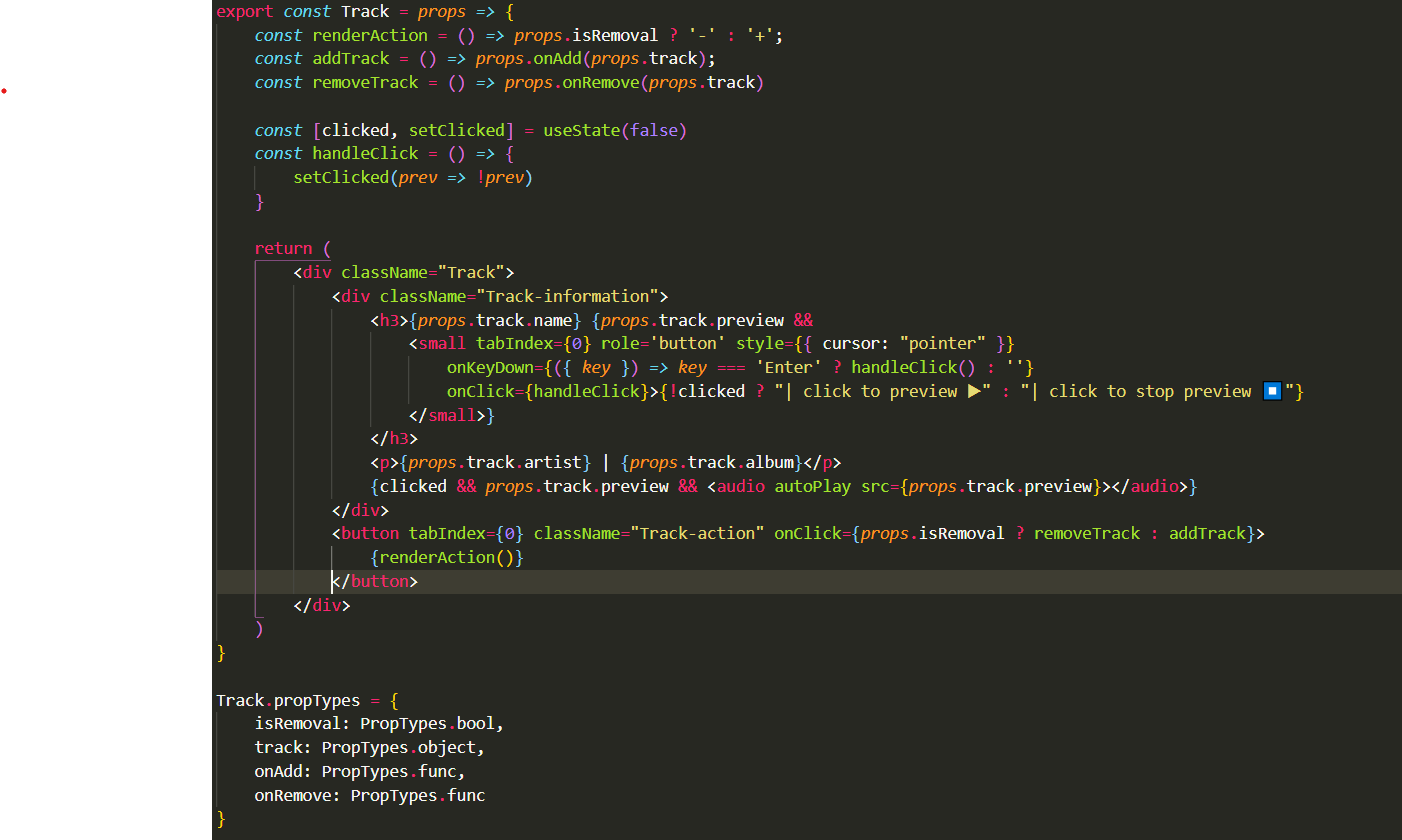 export const Track = props => {
    const renderAction = () => props.isRemoval ? '-' : '+';
    const addTrack = () => props.onAdd(props.track);
    const removeTrack = () => props.onRemove(props.track)

    const [clicked, setClicked] = useState(false)
    const handleClick = () => {
        setClicked(prev => !prev)
    }

    return (
        <div className="Track">
            <div className="Track-information">
                <h3>{props.track.name} {props.track.preview &&
                    <small tabIndex={0} role='button' style={{ cursor: "pointer" }}
                        onKeyDown={({ key }) => key === 'Enter' ? handleClick() : ''}
                        onClick={handleClick}>{!clicked ? "| click to preview ▶" : "| click to stop preview ⏹"}
                    </small>}
                </h3>
                <p>{props.track.artist} | {props.track.album}</p>
                {clicked && props.track.preview && <audio autoPlay src={props.track.preview}></audio>}
            </div>
            <button tabIndex={0} className="Track-action" onClick={props.isRemoval ? removeTrack : addTrack}>
                {renderAction()}
            </button>
        </div>
    )
}

Track.propTypes = {
    isRemoval: PropTypes.bool,
    track: PropTypes.object,
    onAdd: PropTypes.func,
    onRemove: PropTypes.func
}